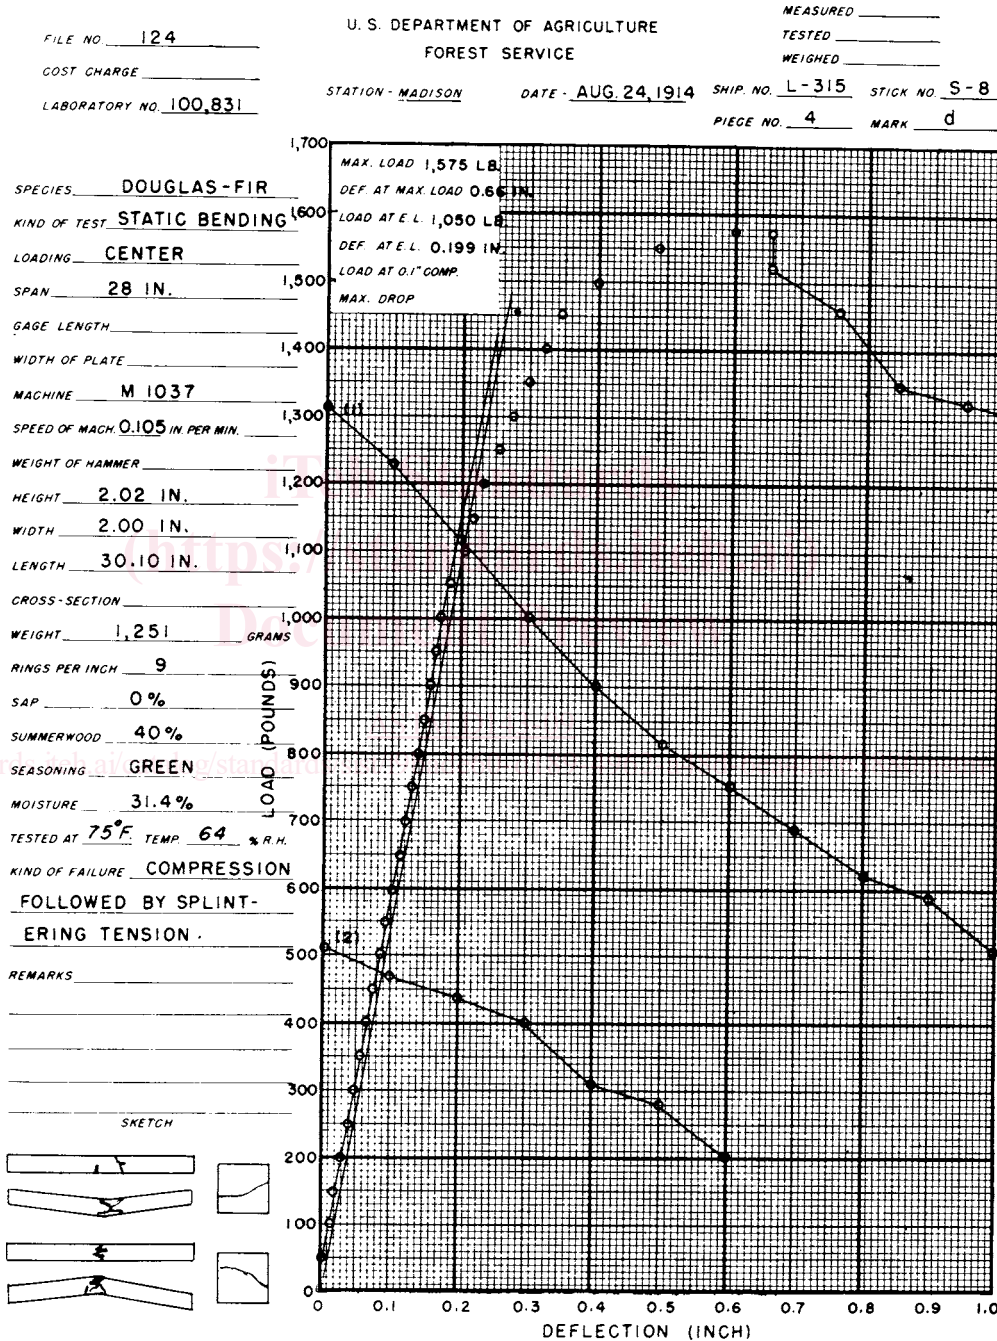 U. S. DEPARTMENT OF AGRICULTURE
FOREST SERVICE
FILE NO. 124
COST CHARGE
LABORATORY NO. 100,831
STATION - MADISON
DATE - AUG. 24, 1914
MEASURED
TESTED
WEIGHED
SHIP. NO. L-315 STICK NO. S-8
PIECE NO. 4 MARK d
SPECIES DOUGLAS-FIR
KIND OF TEST STATIC BENDING
LOADING CENTER
SPAN 28 IN.
GAGE LENGTH
WIDTH OF PLATE
MACHINE M 1037
SPEED OF MACH. 0.105 IN. PER MIN.
WEIGHT OF HAMMER
HEIGHT 2.02 IN.
WIDTH 2.00 IN.
LENGTH 30.10 IN.
CROSS-SECTION
WEIGHT 1,251 GRAMS
RINGS PER INCH 9
SAP 0%
SUMMERWOOD 40%
SEASONING GREEN
MOISTURE 31.4%
TESTED AT 75°F. TEMP. 64 % R.H.
KIND OF FAILURE COMPRESSION
FOLLOWED BY SPLINT-
ERING TENSION.
REMARKS
SKETCH
MAX. LOAD 1,575 LB.
DEF. AT MAX. LOAD 0.66 IN.
LOAD AT E.L. 1,050 LB.
DEF. AT E.L. 0.199 IN.
LOAD AT 0.1" COMP.
MAX. DROP
1,700
1,600
1,500
1,400
1,300
1,200
1,100
1,000
900
800
700
600
500
400
300
200
100
LOAD (POUNDS)
(1)
(2)
0 0.1 0.2 0.3 0.4 0.5 0.6 0.7 0.8 0.9 1.0
DEFLECTION (INCH)
iTeh Standards
(https://standards.iteh.ai)
Document Preview